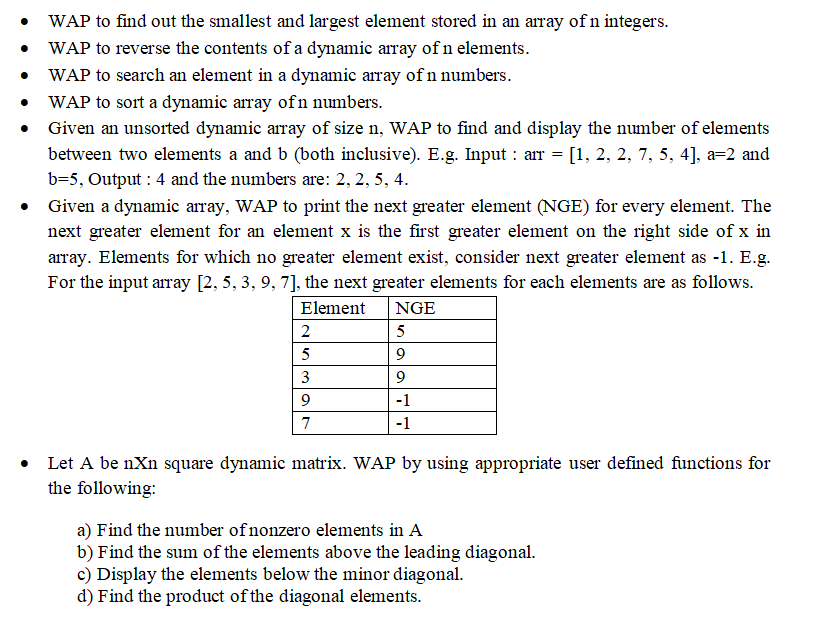 • WAP to find out the smallest and largest element stored in an array of n integers.
• WAP to reverse the contents of a dynamic array of n elements.
• WAP to search an element in a dynamic array of n numbers.
• WAP to sort a dynamic array of n numbers.
• Given an unsorted dynamic array of size n, WAP to find and display the number of elements
between two elements a and b (both inclusive). E.g. Input : arr = [1, 2, 2, 7, 5, 4], a=2 and
b=5, Output : 4 and the numbers are: 2, 2, 5, 4.
• Given a dynamic array, WAP to print the next greater element (NGE) for every element. The
next greater element for an element x is the first greater element on the right side of x in
array. Elements for which no greater element exist, consider next greater element as -1. E.g.
For the input array [2, 5, 3, 9, 7], the next greater elements for each elements are as follows.
Element NGE
2 5
5 9
3 9
9 -1
7 -1
• Let A be nXn square dynamic matrix. WAP by using appropriate user defined functions for
the following:
a) Find the number of nonzero elements in A
b) Find the sum of the elements above the leading diagonal.
c) Display the elements below the minor diagonal.
d) Find the product of the diagonal elements.